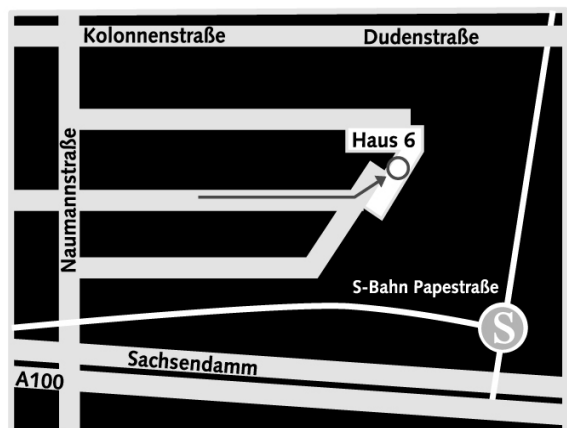 Kolonnenstraße
Dudenstraße
Haus 6
Naumannstraße
S-Bahn Papestraße
S
Sachsendamm
A100